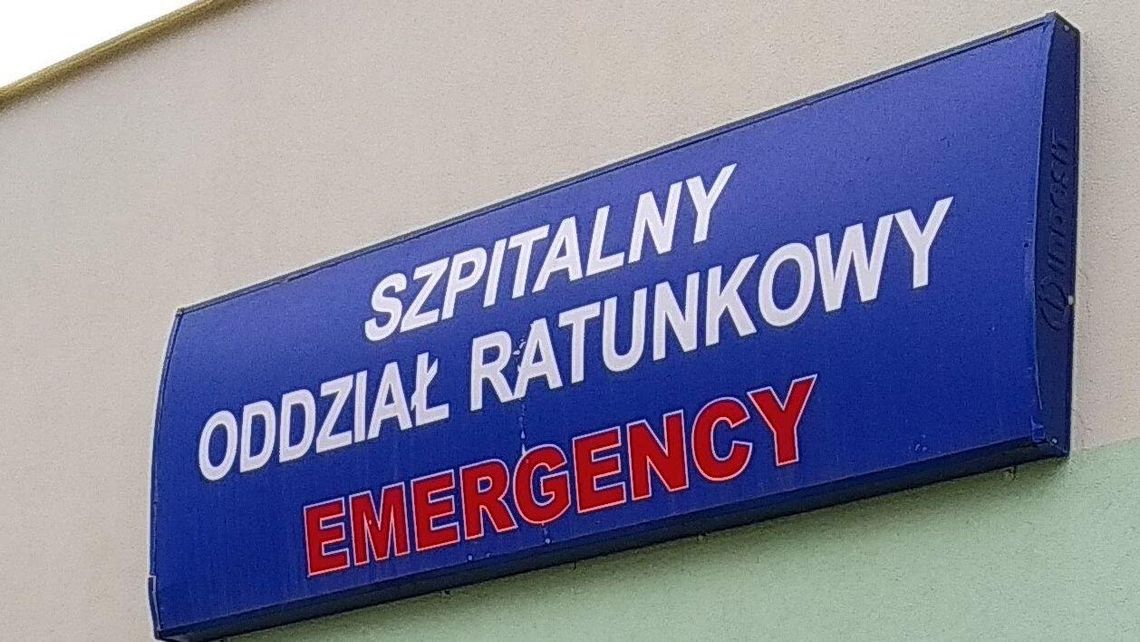 SZPITALNY
ODDZIAŁ RATUNKOWY
EMERGENCY